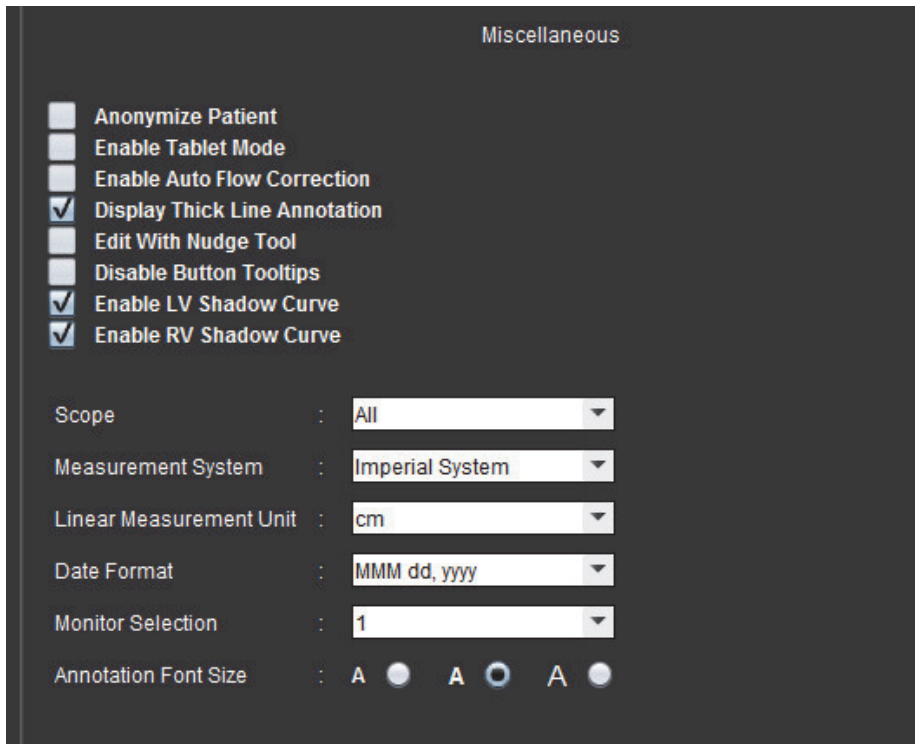 Miscellaneous
Anonymize Patient
Enable Tablet Mode
Enable Auto Flow Correction
Display Thick Line Annotation
Edit With Nudge Tool
Disable Button Tooltips
Enable LV Shadow Curve
Enable RV Shadow Curve
Scope : All
Measurement System : Imperial System
Linear Measurement Unit : cm
Date Format : MMM dd, yyyy
Monitor Selection : 1
Annotation Font Size : A A A